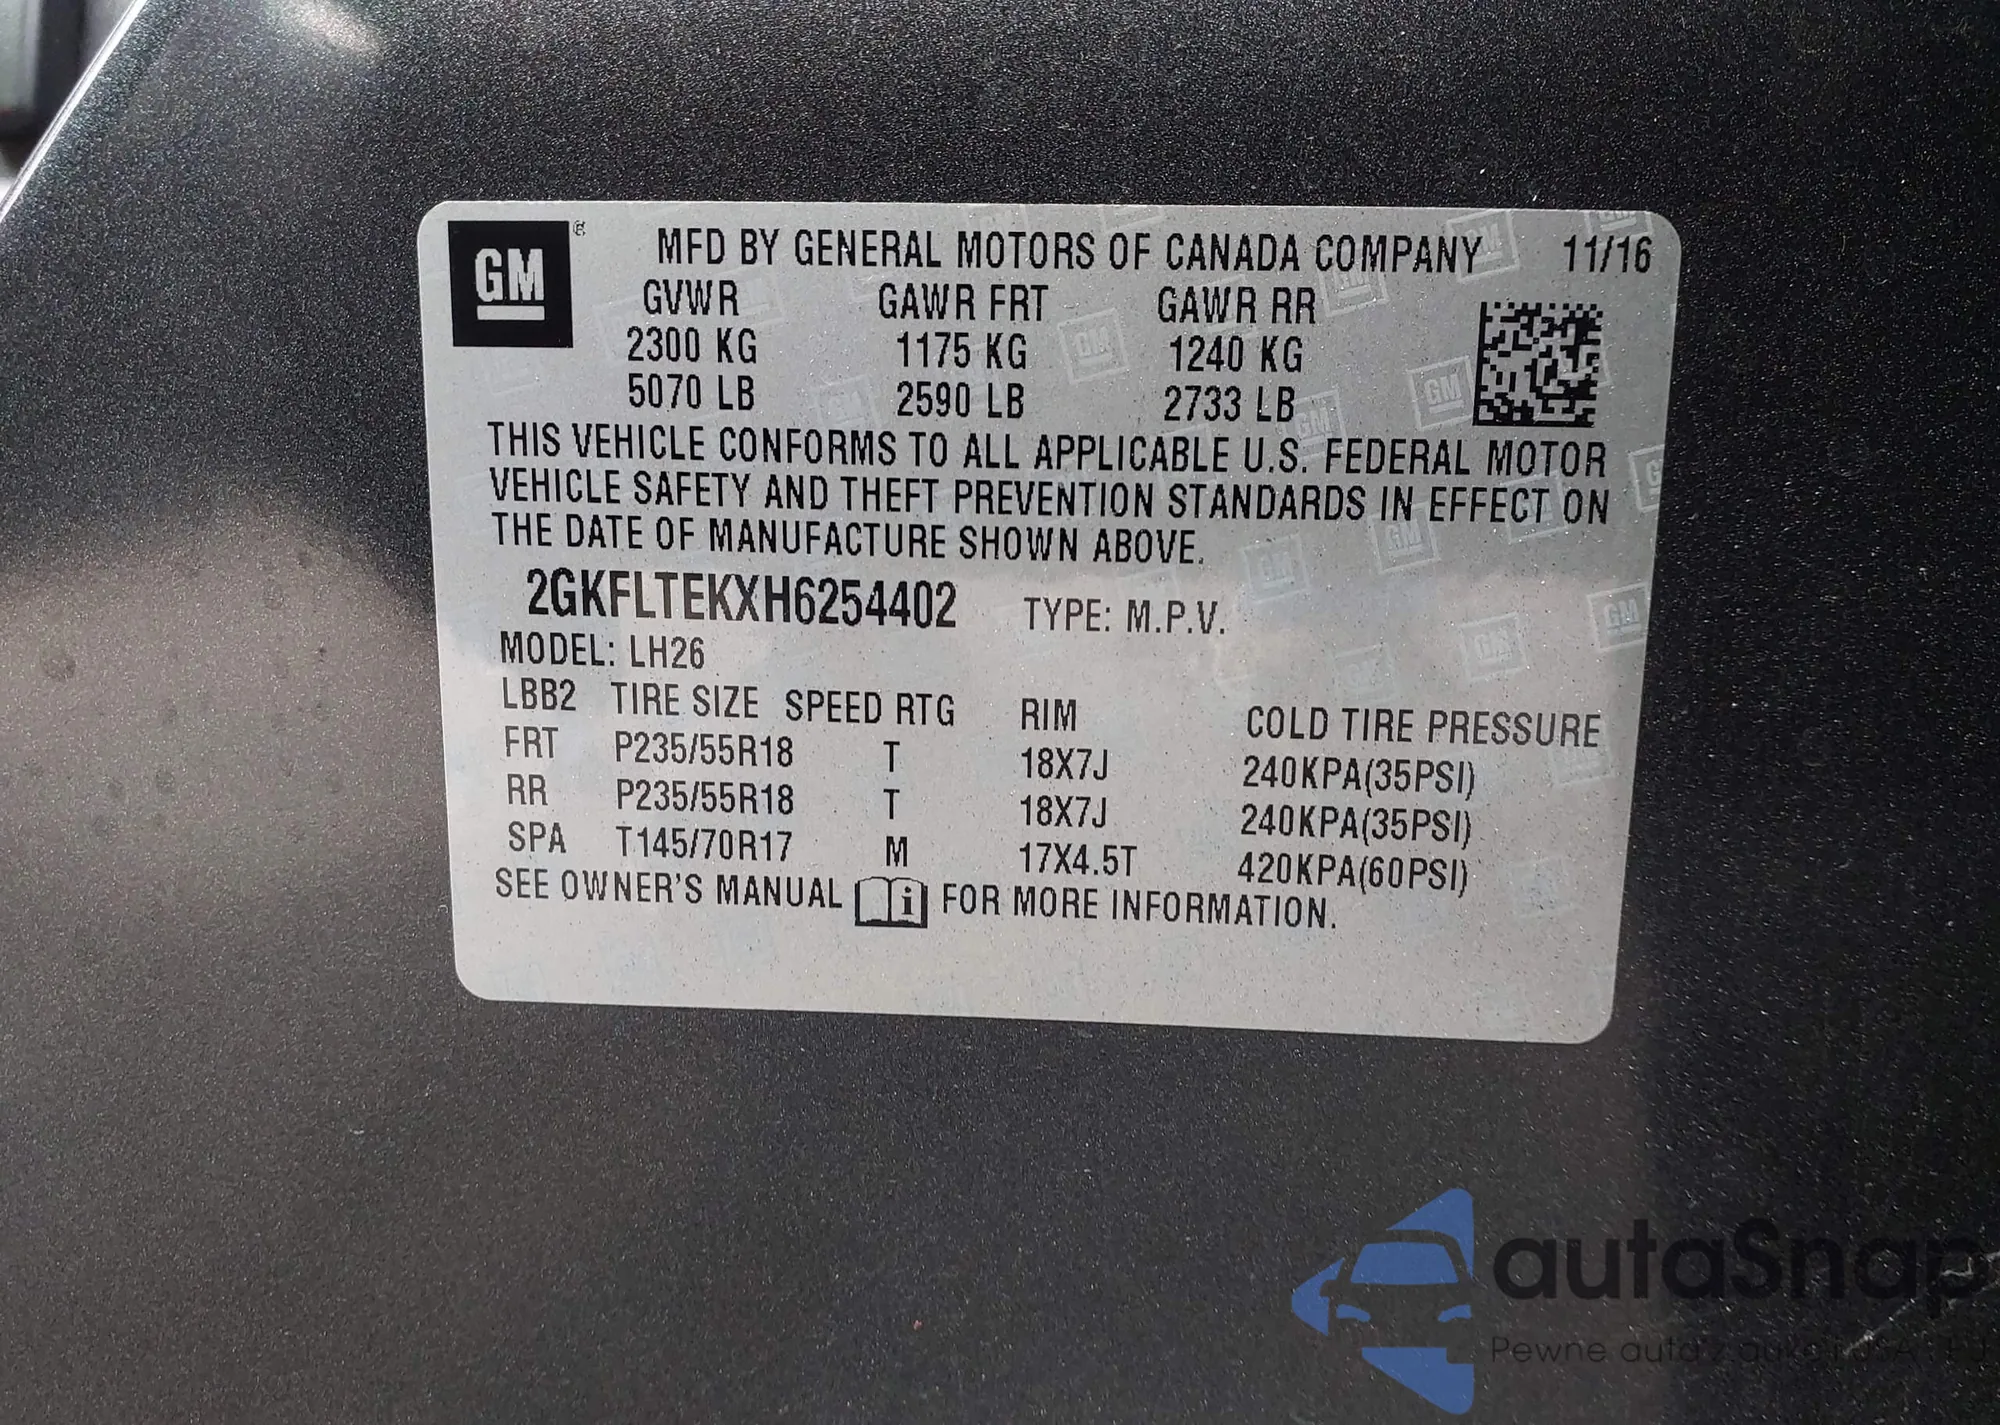 GM ® MFD BY GENERAL MOTORS OF CANADA COMPANY 11/16
GVWR GAWR FRT GAWR RR
2300 KG 1175 KG 1240 KG
5070 LB 2590 LB 2733 LB
THIS VEHICLE CONFORMS TO ALL APPLICABLE U.S. FEDERAL MOTOR
VEHICLE SAFETY AND THEFT PREVENTION STANDARDS IN EFFECT ON
THE DATE OF MANUFACTURE SHOWN ABOVE.
2GKFLTEKXH6254402 TYPE: M.P.V.
MODEL: LH26
LBB2 TIRE SIZE SPEED RTG RIM COLD TIRE PRESSURE
FRT P235/55R18 T 18X7J 240KPA(35PSI)
RR P235/55R18 T 18X7J 240KPA(35PSI)
SPA T145/70R17 M 17X4.5T 420KPA(60PSI)
SEE OWNER'S MANUAL i FOR MORE INFORMATION.
autaSnap
Pewne auta z